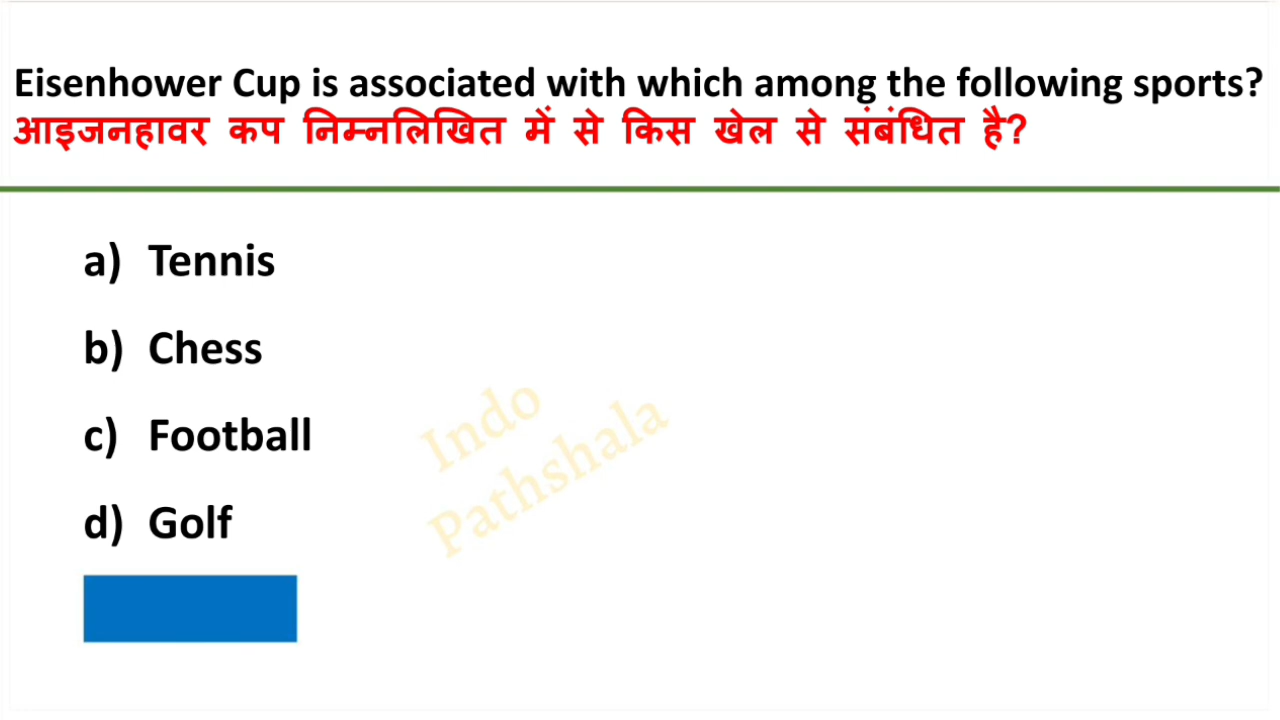 Eisenhower Cup is associated with which among the following sports?
आइजनहावर कप निम्नलिखित में से किस खेल से संबंधित है?
a) Tennis
b) Chess
c) Football
d) Golf
Indo
Pathshala